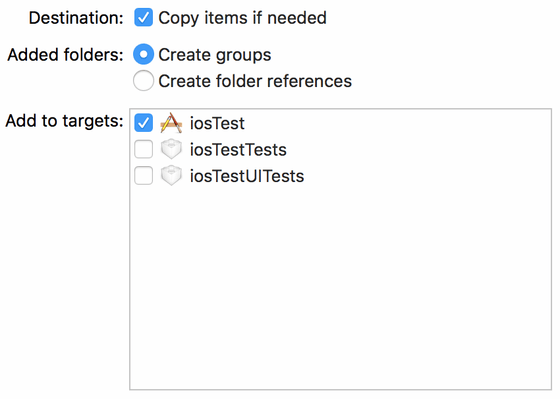 Destination: Copy items if needed
Added folders: Create groups
Create folder references
Add to targets: iosTest
iosTestTests
iosTestUITests